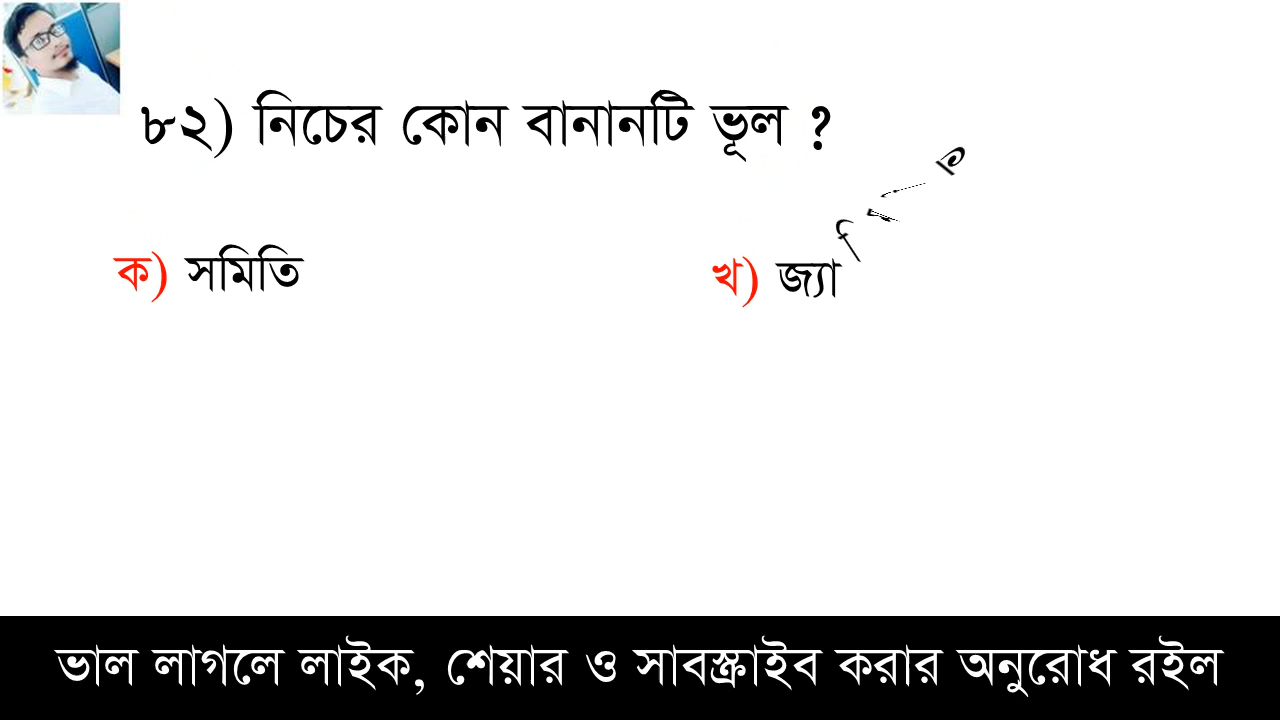 ৮২) নিচের কোন বানানটি ভূল ?
ক) সমিতি
খ) জ্যা
ভাল লাগলে লাইক, শেয়ার ও সাবস্ক্রাইব করার অনুরোধ রইল